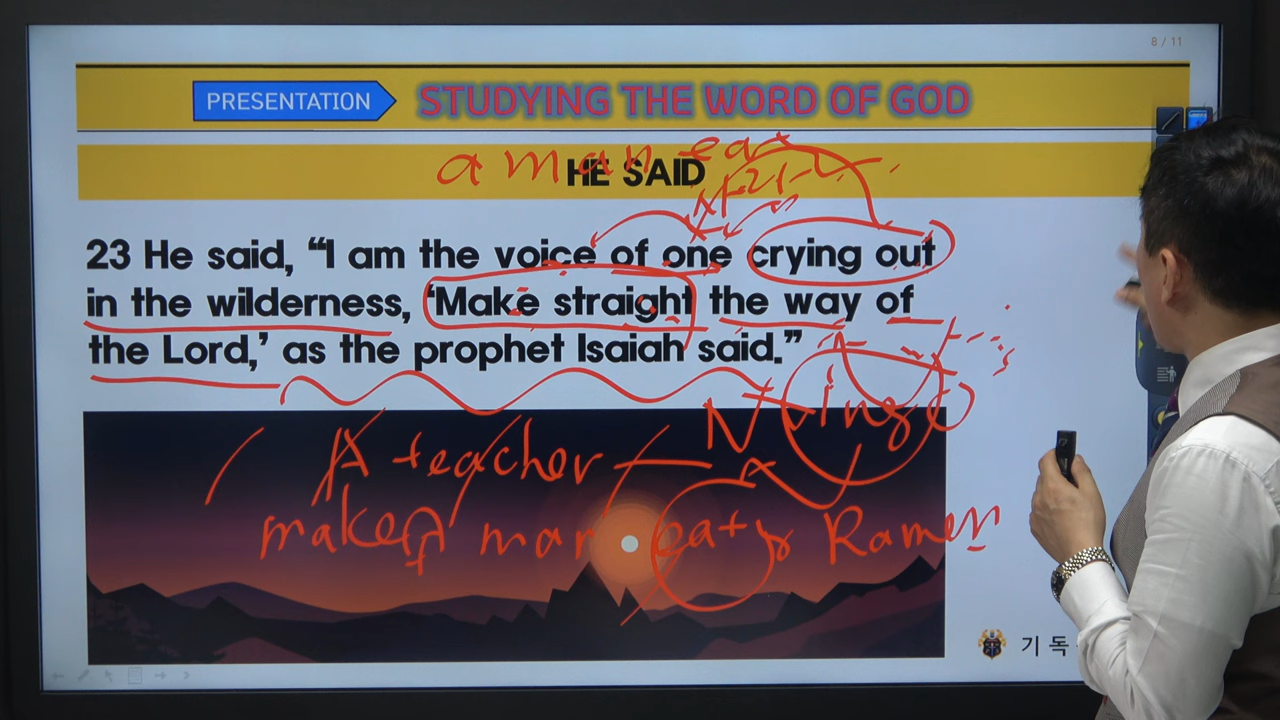 8 / 11
PRESENTATION STUDYING THE WORD OF GOD
a man eat
HE SAID
23 He said, “I am the voice of one crying out
in the wilderness, ‘Make straight the way of
the Lord,’ as the prophet Isaiah said.”
A teacher
make a man eat Ramen
기독